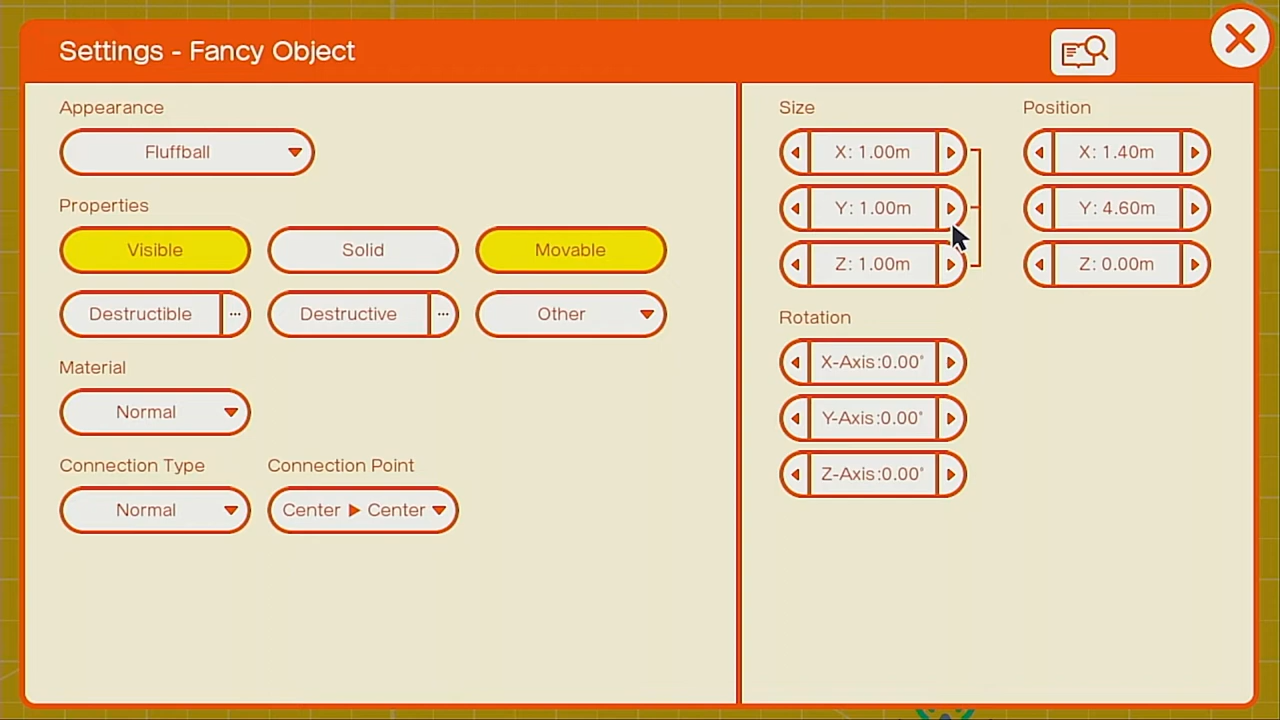 Settings - Fancy Object
Appearance
Fluffball
Properties
Visible
Solid
Movable
Destructible ...
Destructive ...
Other
Material
Normal
Connection Type
Connection Point
Normal
Center ▶ Center
Size
X: 1.00m
Y: 1.00m
Z: 1.00m
Position
X: 1.40m
Y: 4.60m
Z: 0.00m
Rotation
X-Axis:0.00°
Y-Axis:0.00°
Z-Axis:0.00°